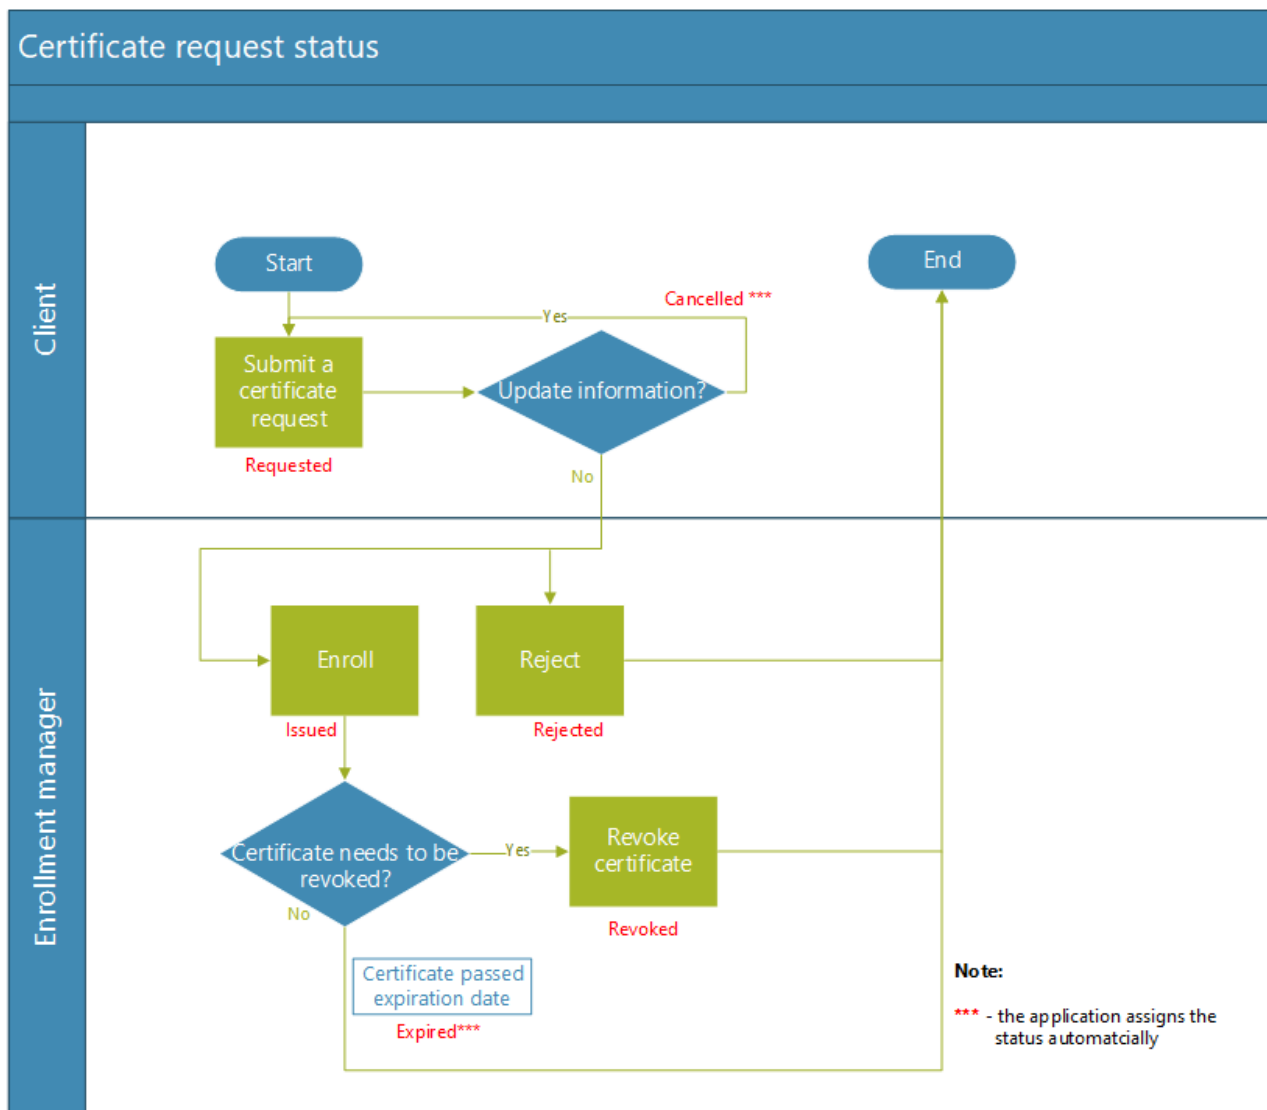 Certificate request status
Client
Start
End
Cancelled ***
Yes
Submit a
certificate
request
Update information?
Requested
No
Enrollment manager
Enroll
Reject
Issued
Rejected
Certificate needs to be
revoked?
Yes
Revoke
certificate
No
Revoked
Certificate passed
expiration date
Expired***
Note:
*** - the application assigns the
status automatcially